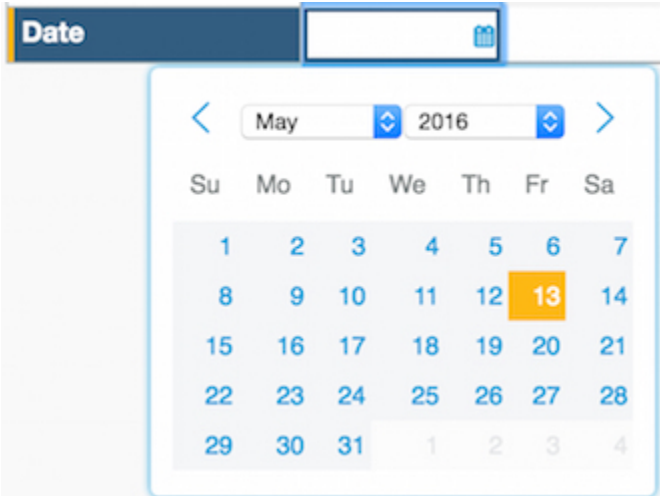 Date
May 2016
Su Mo Tu We Th Fr Sa
1 2 3 4 5 6 7
8 9 10 11 12 13 14
15 16 17 18 19 20 21
22 23 24 25 26 27 28
29 30 31 1 2 3 4